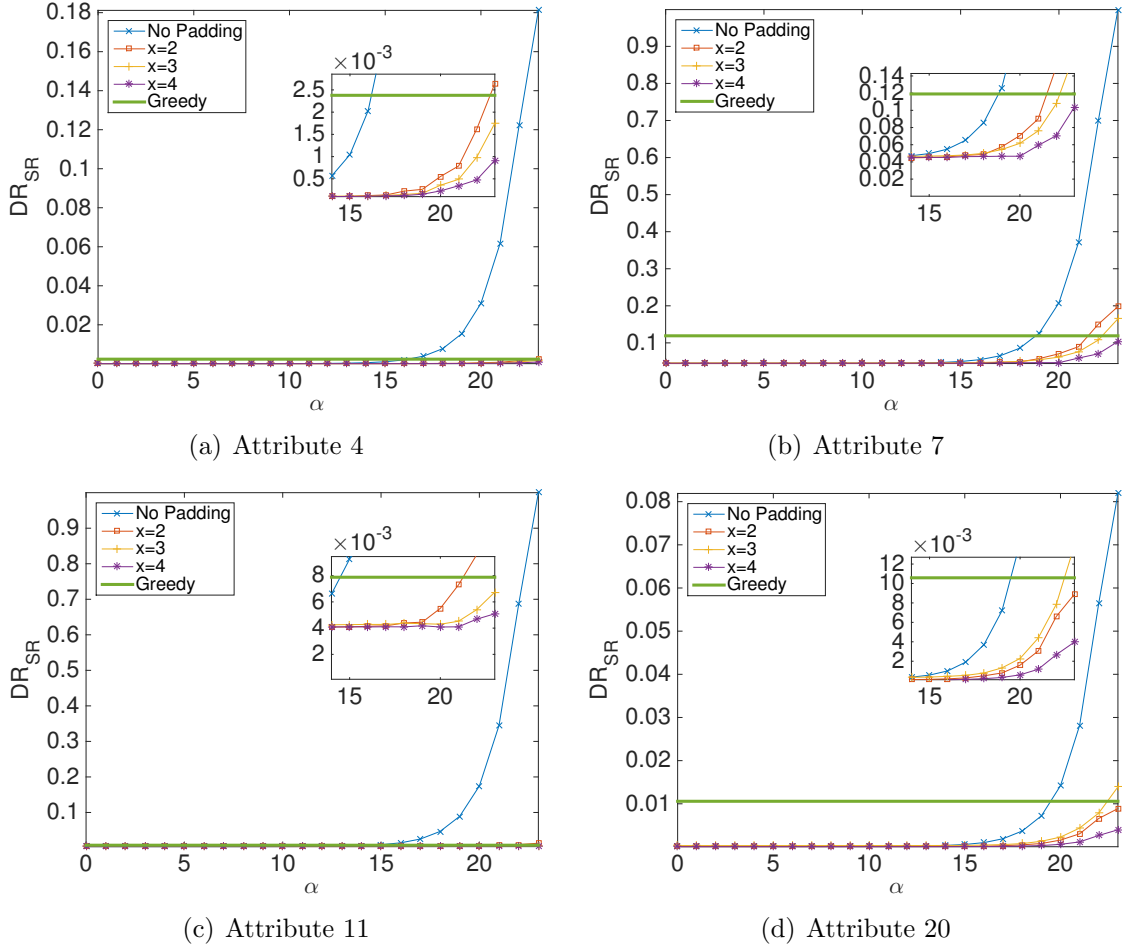 0.18
0.16
0.14
0.12
0.1
0.08
0.06
0.04
0.02
DR_SR
No Padding
x=2
x=3
x=4
Greedy
× 10^-3
2.5
2
1.5
1
0.5
15 20
0 5 10 15 20
α
(a) Attribute 4
0.9
0.8
0.7
0.6
0.5
0.4
0.3
0.2
0.1
DR_SR
No Padding
x=2
x=3
x=4
Greedy
0.14
0.12
0.1
0.08
0.06
0.04
0.02
15 20
0 5 10 15 20
α
(b) Attribute 7
0.9
0.8
0.7
0.6
0.5
0.4
0.3
0.2
0.1
DR_SR
No Padding
x=2
x=3
x=4
Greedy
× 10^-3
8
6
4
2
15 20
0 5 10 15 20
α
(c) Attribute 11
0.08
0.07
0.06
0.05
0.04
0.03
0.02
0.01
DR_SR
No Padding
x=2
x=3
x=4
Greedy
× 10^-3
12
10
8
6
4
2
15 20
0 5 10 15 20
α
(d) Attribute 20